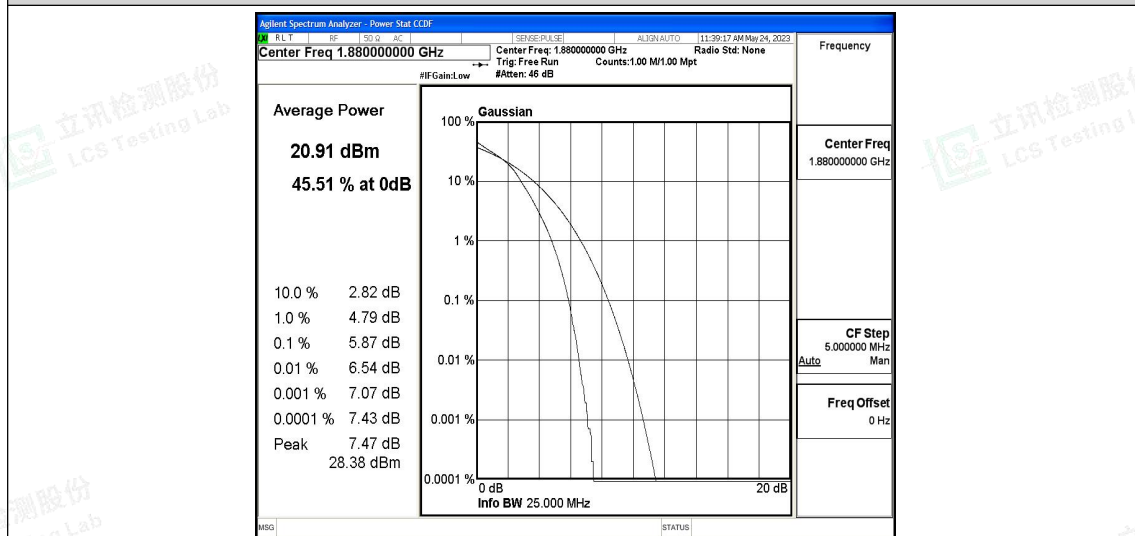 Agilent Spectrum Analyzer - Power Stat CCDF
LXI RLT RF 50 Ω AC SENSE:PULSE ALIGN AUTO 11:39:17 AM May 24, 2023
Center Freq 1.880000000 GHz
Center Freq: 1.880000000 GHz Radio Std: None
Trig: Free Run Counts:1.00 M/1.00 Mpt
#IFGain:Low #Atten: 46 dB
Frequency
Average Power
20.91 dBm
45.51 % at 0dB
10.0 % 2.82 dB
1.0 % 4.79 dB
0.1 % 5.87 dB
0.01 % 6.54 dB
0.001 % 7.07 dB
0.0001 % 7.43 dB
Peak 7.47 dB
28.38 dBm
Gaussian
100 %
10 %
1 %
0.1 %
0.01 %
0.001 %
0.0001 %
0 dB 20 dB
Info BW 25.000 MHz
Center Freq
1.880000000 GHz
CF Step
5.000000 MHz
Auto Man
Freq Offset
0 Hz
MSG STATUS
立讯检测股份
LCS Testing Lab
立讯检测股份
LCS Testing L
测股份
Lab